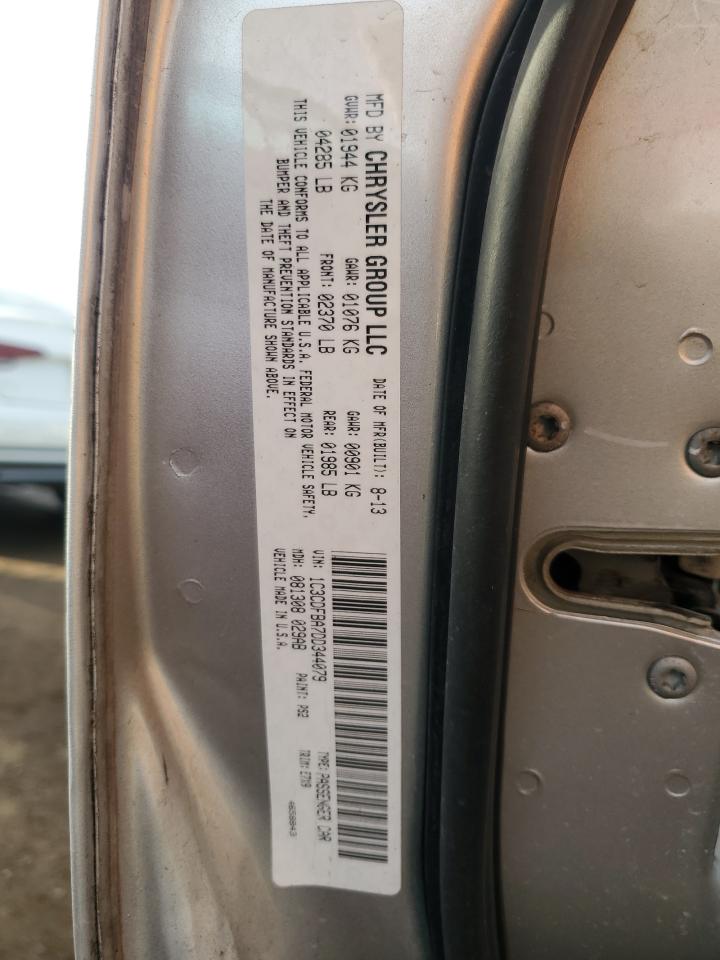 MFD BY CHRYSLER GROUP LLC DATE OF MFR(BUILT): 8-13
GVWR: 01944 KG GAWR: 01076 KG GAWR: 00901 KG
04285 LB FRONT: 02370 LB REAR: 01985 LB
THIS VEHICLE CONFORMS TO ALL APPLICABLE U.S.A. FEDERAL MOTOR VEHICLE SAFETY,
BUMPER AND THEFT PREVENTION STANDARDS IN EFFECT ON
THE DATE OF MANUFACTURE SHOWN ABOVE.
VIN: 1C3CDFBA7DD344079 TYPE: PASSENGER CAR
MDH: 081308 029AB PAINT: PS2 TRIM: E7X9
VEHICLE MADE IN U.S.A.